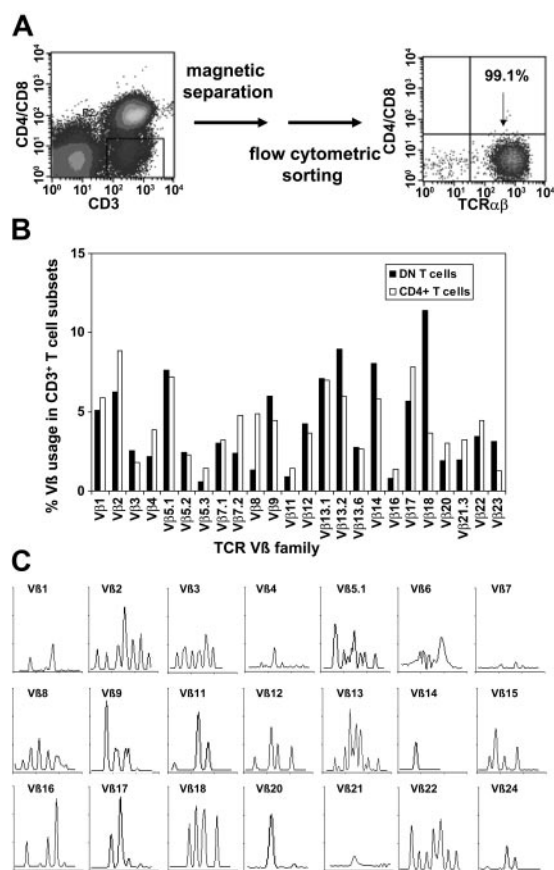 A
CD4/CD8
10⁴
10³
10²
10¹
10⁰
R2
10⁰ 10¹ 10² 10³ 10⁴
CD3
magnetic
separation
flow cytometric
sorting
CD4/CD8
10⁴
10³
10²
10¹
10⁰
99.1%
10⁰ 10¹ 10² 10³ 10⁴
TCRαβ
B
% Vß usage in CD3⁺ T cell subsets
15
10
5
0
DN T cells
CD4+ T cells
Vβ1 Vβ2 Vβ3 Vβ4 Vβ5.1 Vβ5.2 Vβ5.3 Vβ7.1 Vβ7.2 Vβ8 Vβ9 Vβ11 Vβ12 Vβ13.1 Vβ13.2 Vβ13.6 Vβ14 Vβ16 Vβ17 Vβ18 Vβ20 Vβ21.3 Vβ22 Vβ23
TCR Vß family
C
Vß1 Vß2 Vß3 Vß4 Vß5.1 Vß6 Vß7
Vß8 Vß9 Vß11 Vß12 Vß13 Vß14 Vß15
Vß16 Vß17 Vß18 Vß20 Vß21 Vß22 Vß24